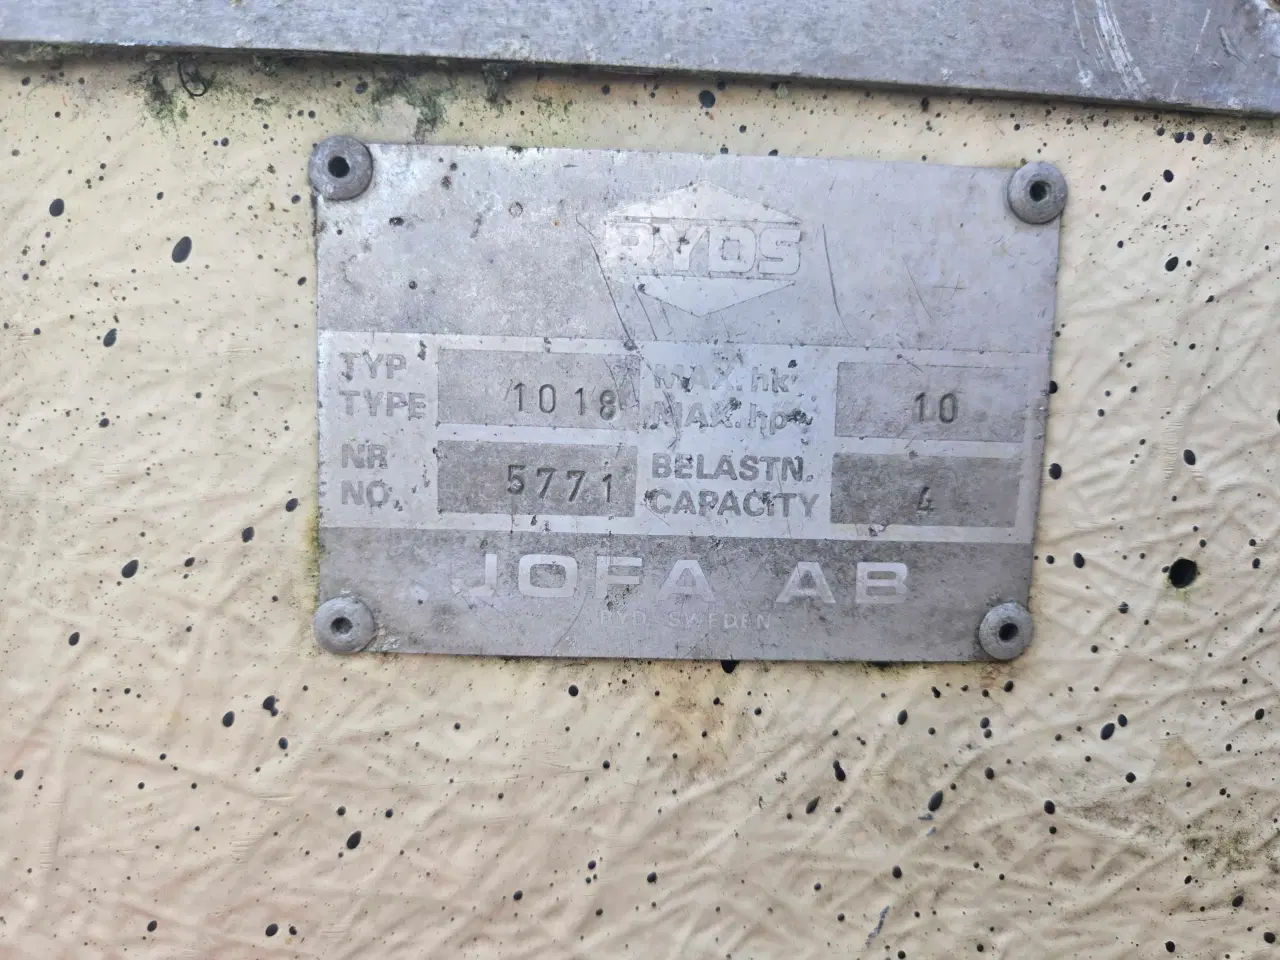 RYDS
TYP
TYPE
1018
MAX.hk
MAX.hp
10
NR
NO.
5771
BELASTN.
CAPACITY
4
JOFA AB
RYD SWEDEN